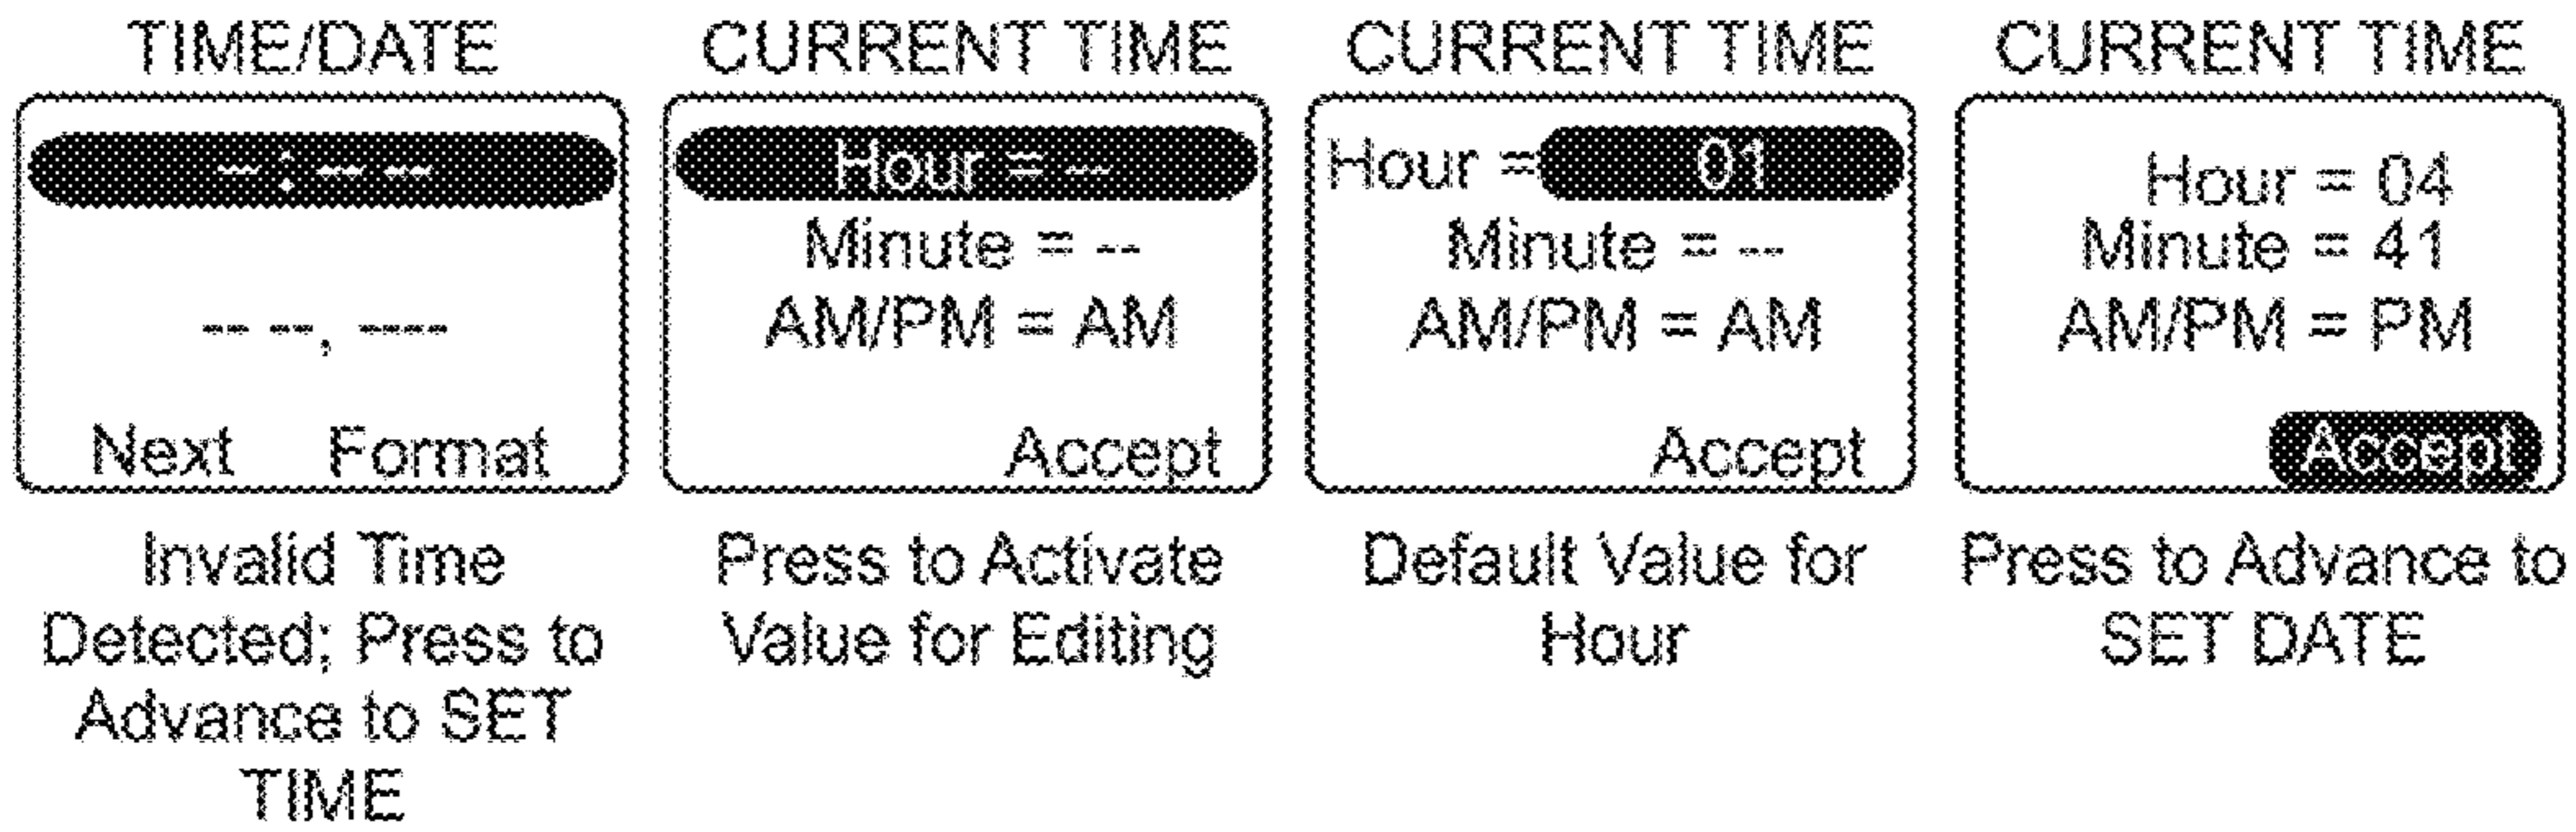 TIME/DATE
-- : -- --
-- --, ----
Next Format
Invalid Time
Detected; Press to
Advance to SET
TIME
CURRENT TIME
Hour = --
Minute = --
AM/PM = AM
Accept
Press to Activate
Value for Editing
CURRENT TIME
Hour = 01
Minute = --
AM/PM = AM
Accept
Default Value for
Hour
CURRENT TIME
Hour = 04
Minute = 41
AM/PM = PM
Accept
Press to Advance to
SET DATE